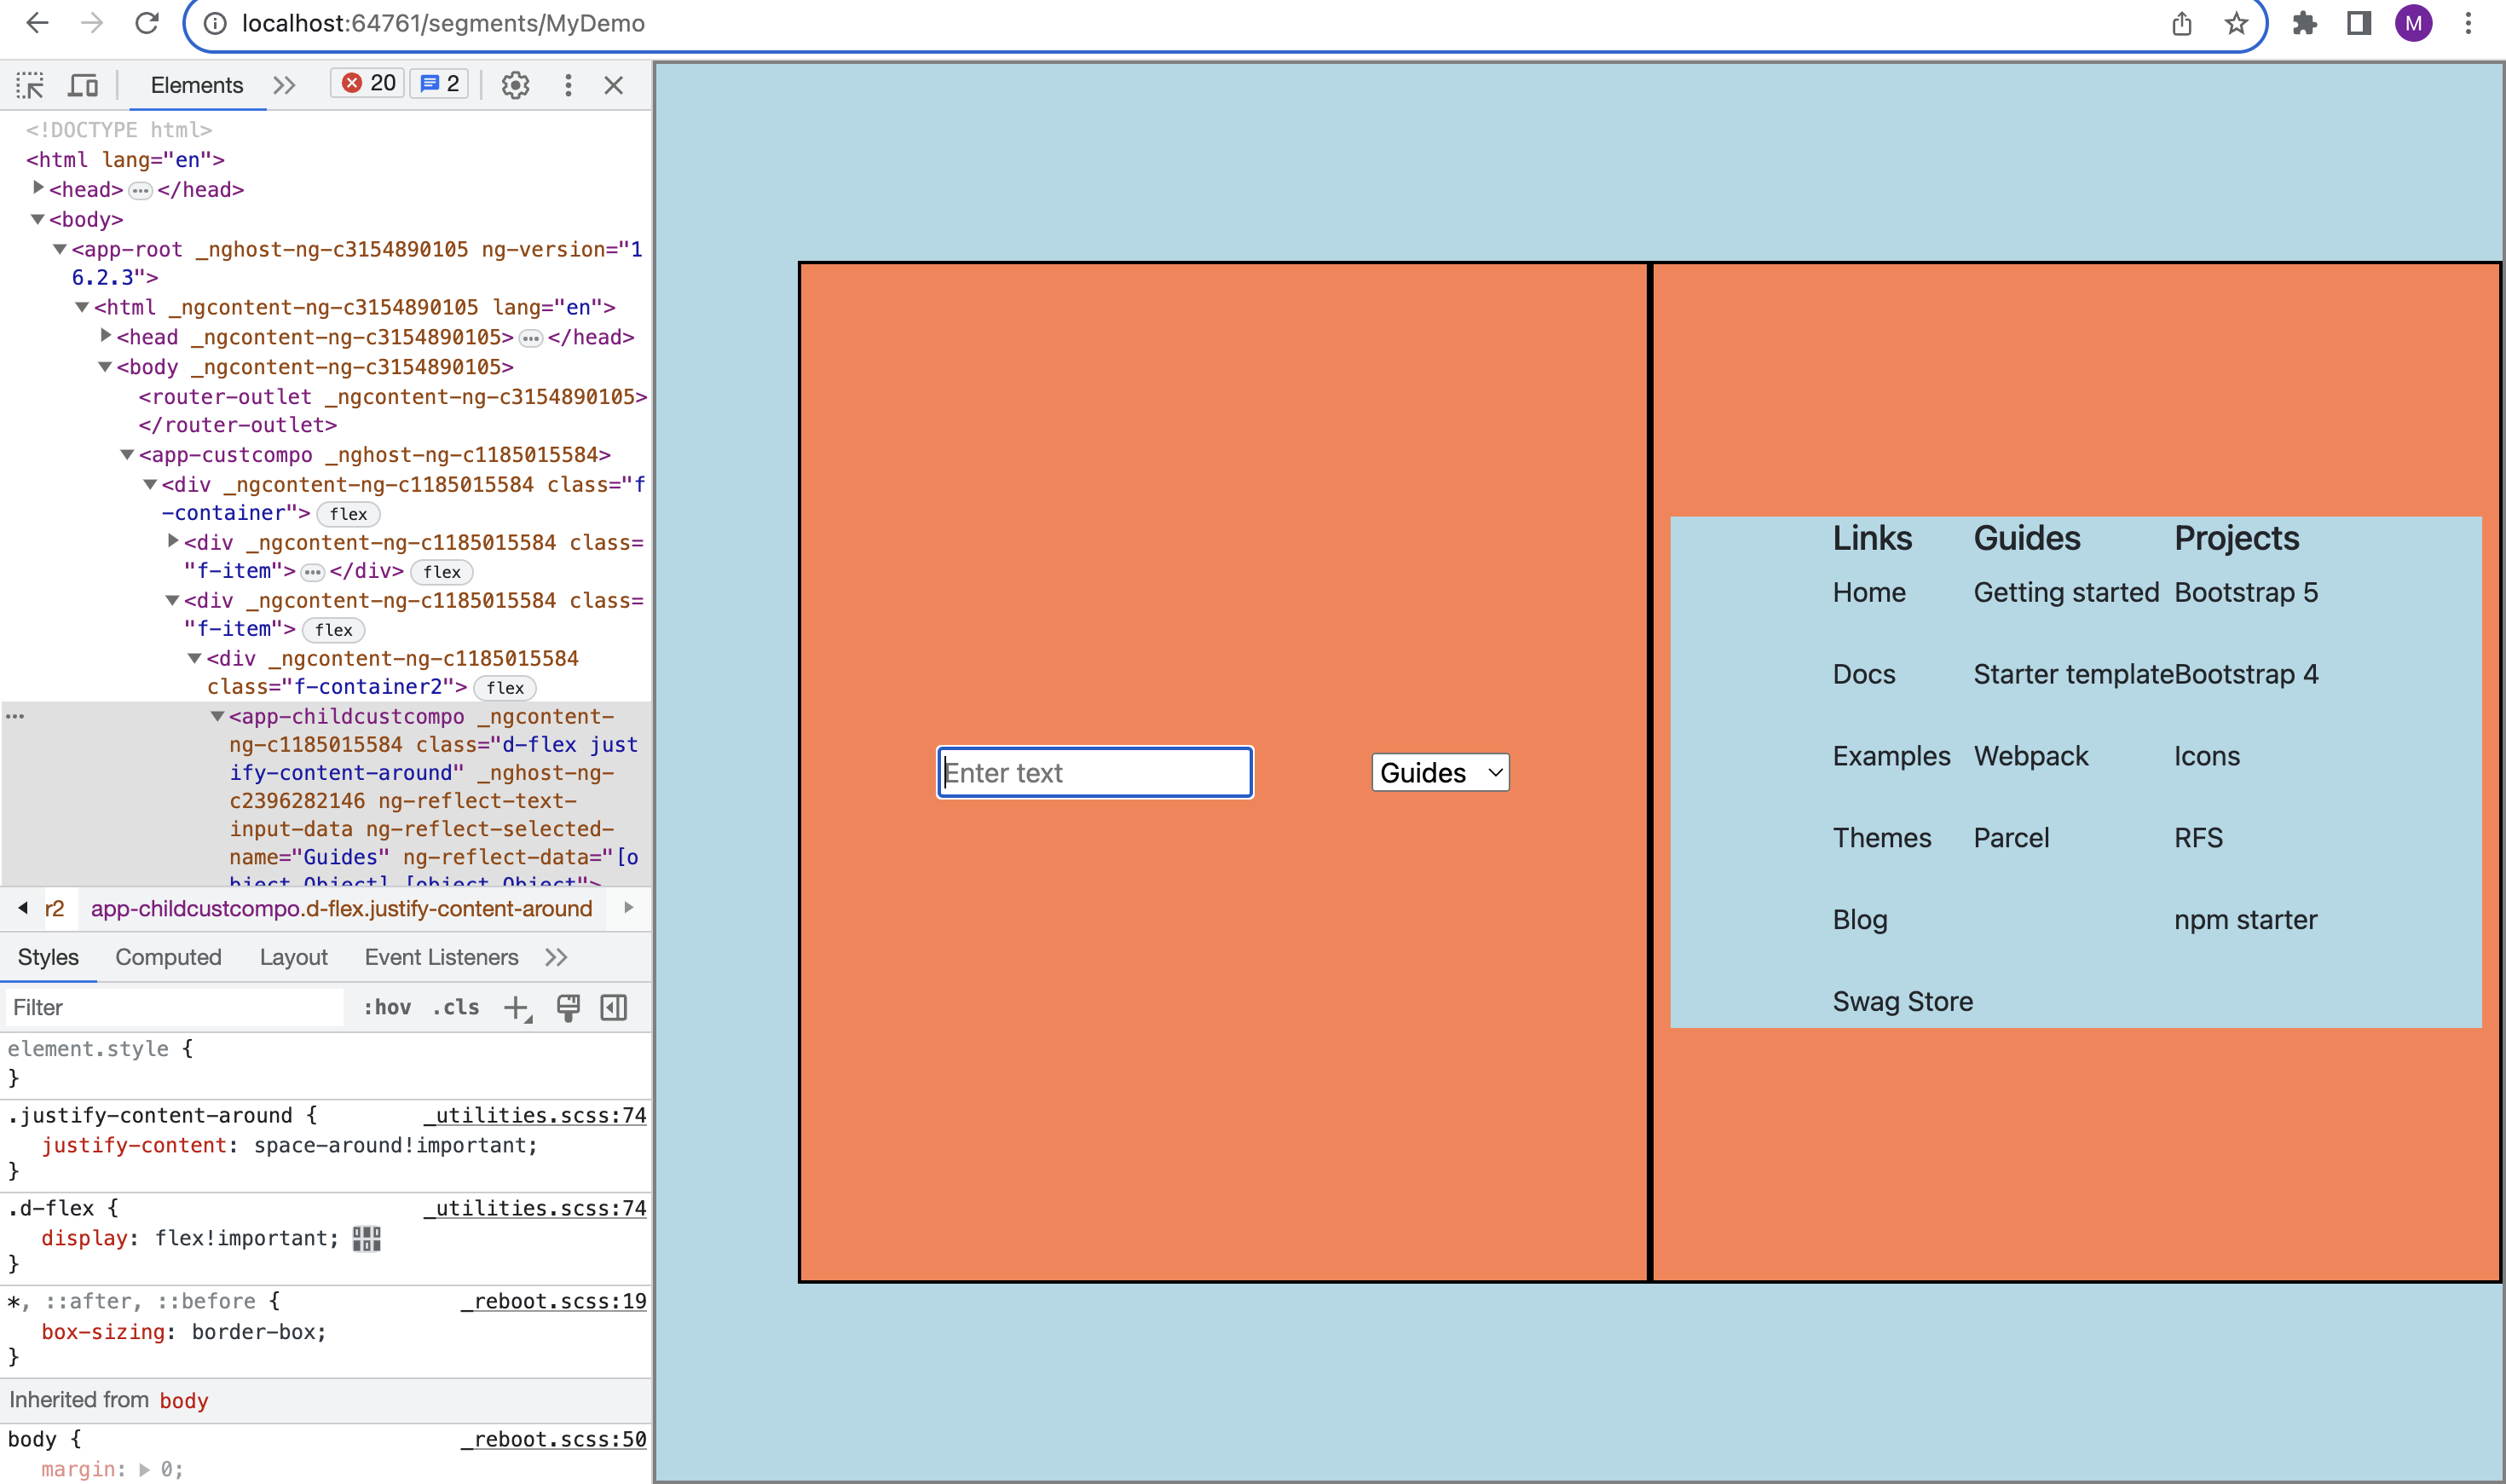 localhost:64761/segments/MyDemo
M
Elements
20
2
<!DOCTYPE html>
<html lang="en">
<head> ••• </head>
<body>
<app-root _nghost-ng-c3154890105 ng-version="1
6.2.3">
<html _ngcontent-ng-c3154890105 lang="en">
<head _ngcontent-ng-c3154890105> ••• </head>
<body _ngcontent-ng-c3154890105>
<router-outlet _ngcontent-ng-c3154890105>
</router-outlet>
<app-custcompo _nghost-ng-c1185015584>
<div _ngcontent-ng-c1185015584 class="f
-container"> flex
<div _ngcontent-ng-c1185015584 class=
"f-item"> ••• </div> flex
<div _ngcontent-ng-c1185015584 class=
"f-item"> flex
<div _ngcontent-ng-c1185015584
class="f-container2"> flex
••• <app-childcustcompo _ngcontent-
ng-c1185015584 class="d-flex just
ify-content-around" _nghost-ng-
c2396282146 ng-reflect-text-
input-data ng-reflect-selected-
name="Guides" ng-reflect-data="[o
bject Object],[object Object">
r2 app-childcustcompo.d-flex.justify-content-around
Styles Computed Layout Event Listeners
Filter :hov .cls
element.style {
}
.justify-content-around { _utilities.scss:74
justify-content: space-around!important;
}
.d-flex { _utilities.scss:74
display: flex!important;
}
*, ::after, ::before { _reboot.scss:19
box-sizing: border-box;
}
Inherited from body
body { _reboot.scss:50
margin: 0;
Enter text
Guides
Links Guides Projects
Home Getting started Bootstrap 5
Docs Starter template Bootstrap 4
Examples Webpack Icons
Themes Parcel RFS
Blog npm starter
Swag Store